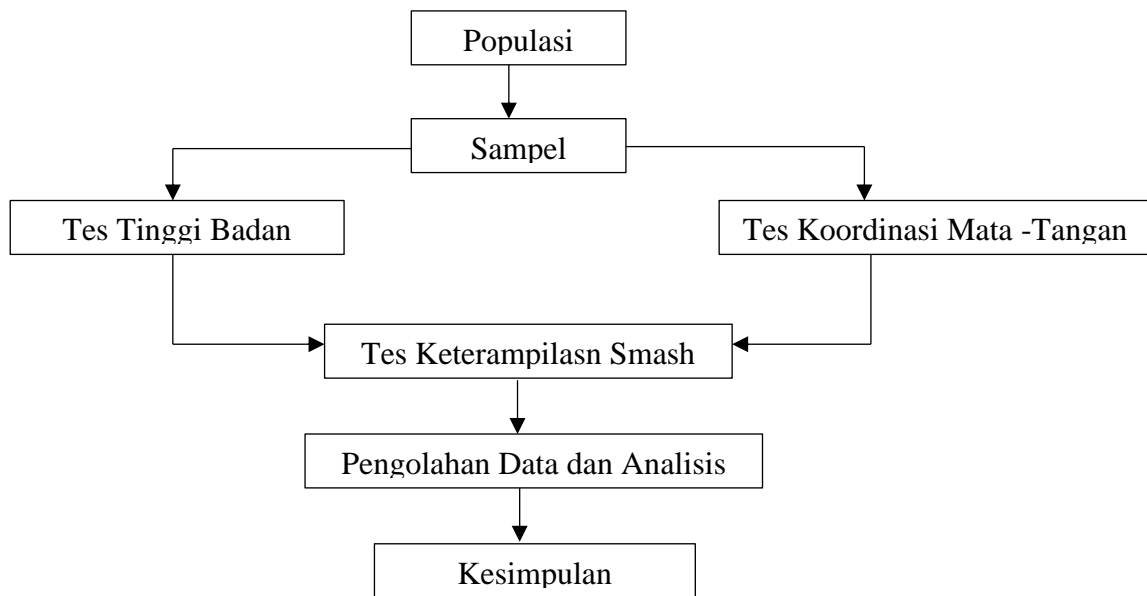 Populasi
Sampel
Tes Tinggi Badan
Tes Koordinasi Mata -Tangan
Tes Keterampilasn Smash
Pengolahan Data dan Analisis
Kesimpulan